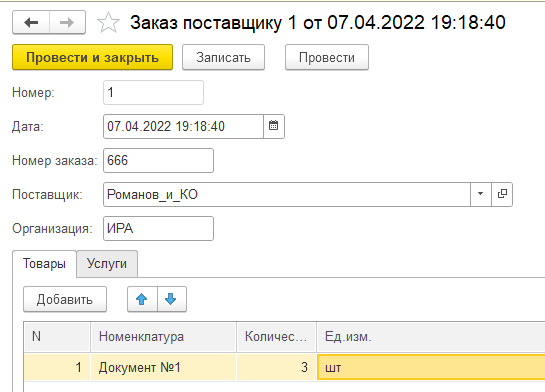 Заказ поставщику 1 от 07.04.2022 19:18:40
Провести и закрыть Записать Провести
Номер: 1
Дата: 07.04.2022 19:18:40
Номер заказа: 666
Поставщик: Романов_и_КО
Организация: ИРА
Товары Услуги
Добавить
N Номенклатура Количес... Ед.изм.
1 Документ №1 3 шт